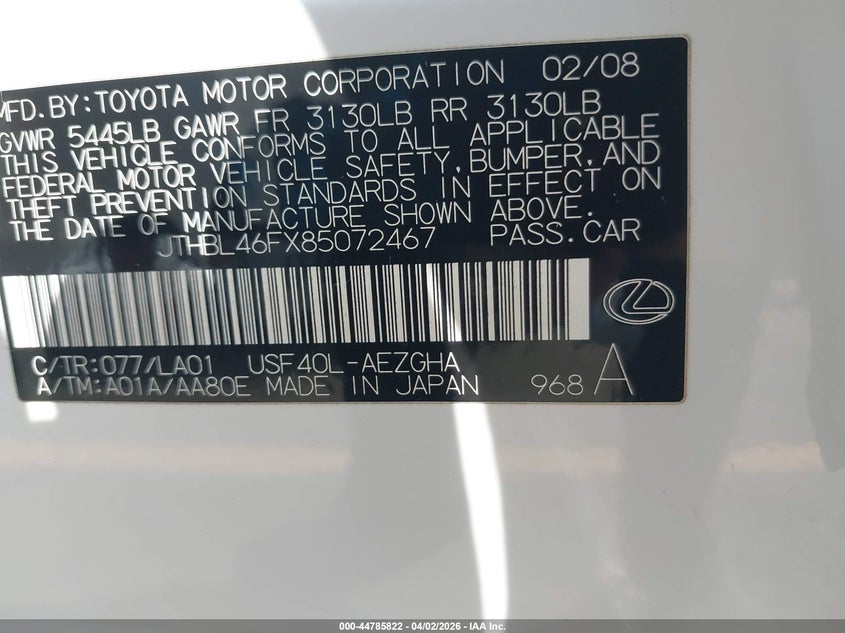 MFD. BY: TOYOTA MOTOR CORPORATION 02/08
GVWR 5445LB GAWR FR 3130LB RR 3130LB
THIS VEHICLE CONFORMS TO ALL APPLICABLE
FEDERAL MOTOR VEHICLE SAFETY, BUMPER, AND
THEFT PREVENTION STANDARDS IN EFFECT ON
THE DATE OF MANUFACTURE SHOWN ABOVE.
JTHBL46FX85072467 PASS. CAR
C/TR: 077/LA01 USF40L-AEZGHA
A/TM: A01A/AA80E MADE IN JAPAN 968 A
000-44785822 - 04/02/2026 - IAA Inc.